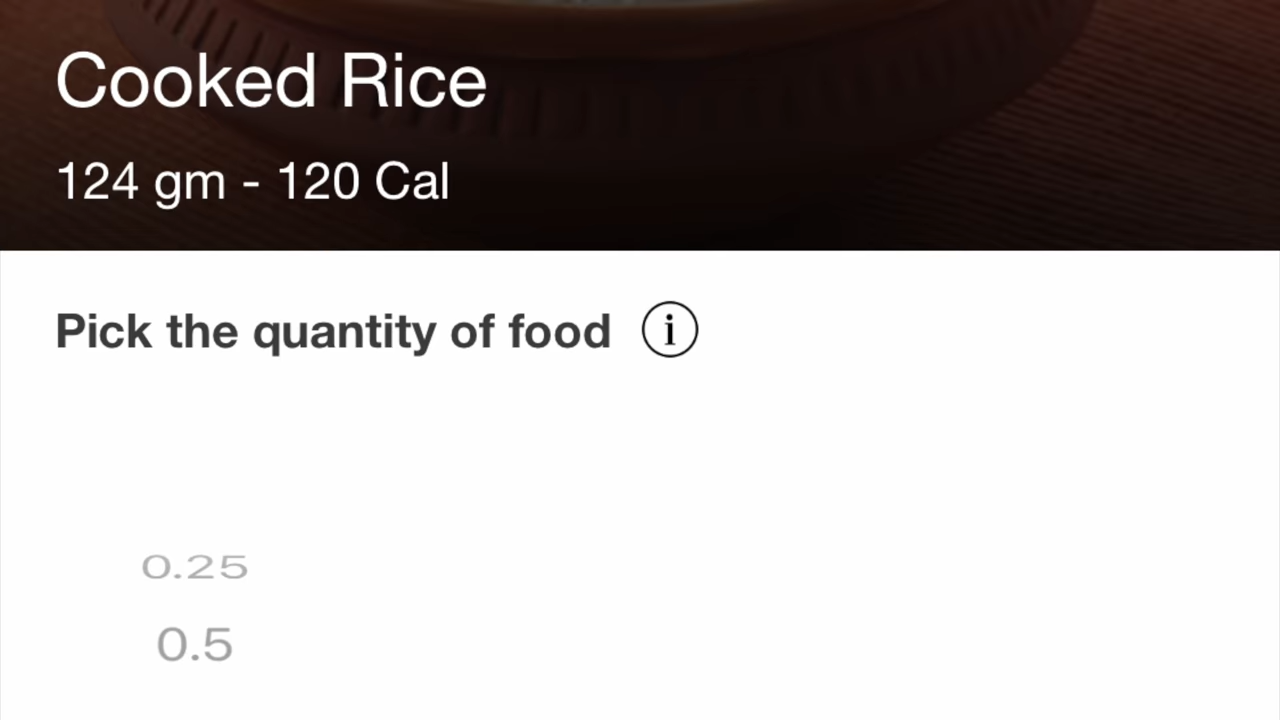 Cooked Rice
124 gm - 120 Cal
Pick the quantity of food i
0.25
0.5